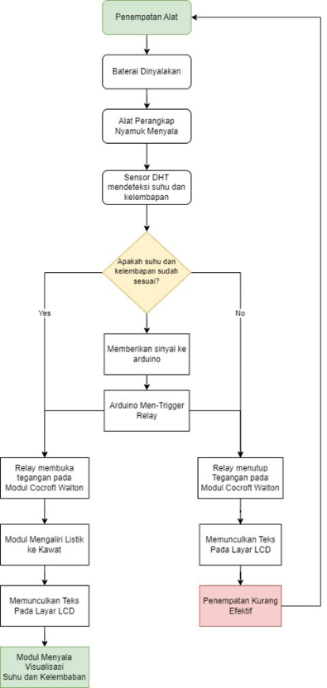 Penempatan Alat
Baterai Dinyalakan
Alat Perangkap
Nyamuk Menyala
Sensor DHT
mendeteksi suhu dan
kelembapan
Apakah suhu dan
kelembapan sudah
sesuai?
Yes
No
Memberikan sinyal ke
arduino
Arduino Men-Trigger
Relay
Relay membuka
tegangan pada
Modul Cocroft Walton
Relay menutup
Tegangan pada
Modul Cocroft Walton
Modul Mengaliri Listik
ke Kawat
Memunculkan Teks
Pada Layar LCD
Memunculkan Teks
Pada Layar LCD
Penempatan Kurang
Efektif
Modul Menyala
Visualisasi
Suhu dan Kelembaban